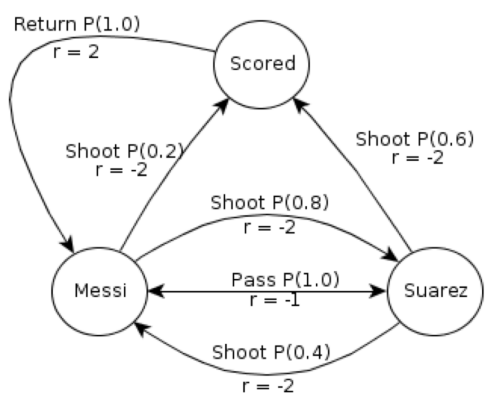 Return P(1.0)
r = 2
Scored
Shoot P(0.2)
r = -2
Shoot P(0.6)
r = -2
Shoot P(0.8)
r = -2
Messi
Pass P(1.0)
r = -1
Suarez
Shoot P(0.4)
r = -2